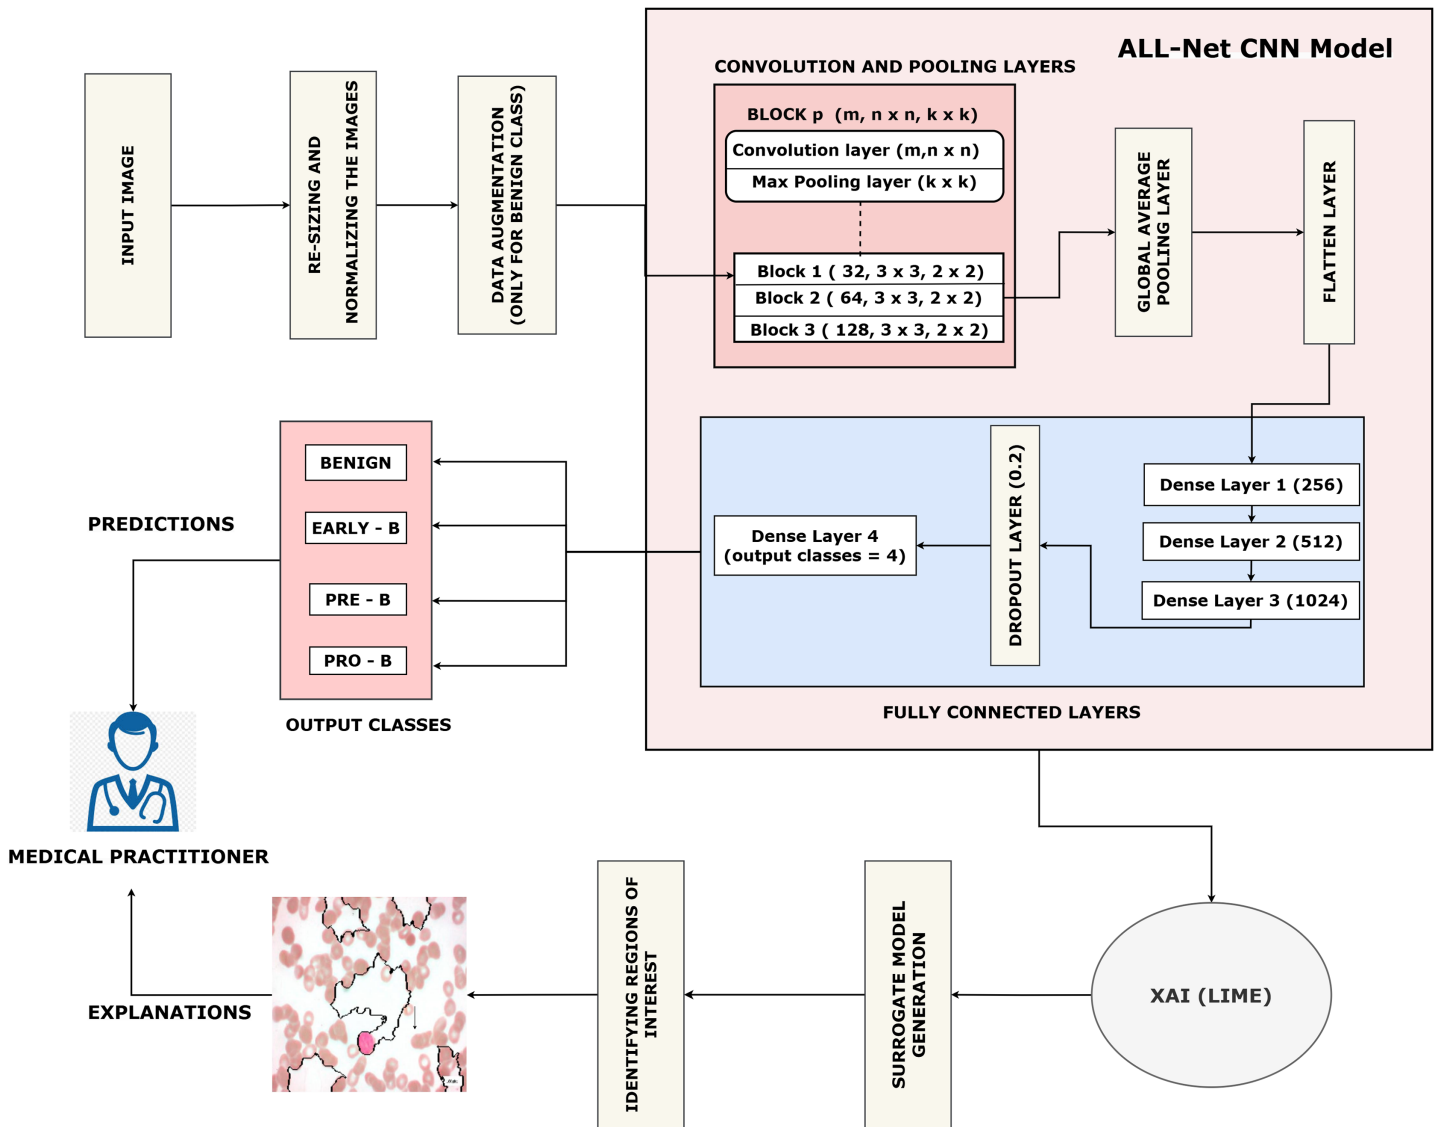 ALL-Net CNN Model
CONVOLUTION AND POOLING LAYERS
INPUT IMAGE
RE-SIZING AND
NORMALIZING THE IMAGES
DATA AUGMENTATION
(ONLY FOR BENIGN CLASS)
BLOCK p (m, n x n, k x k)
Convolution layer (m,n x n)
Max Pooling layer (k x k)
Block 1 ( 32, 3 x 3, 2 x 2)
Block 2 ( 64, 3 x 3, 2 x 2)
Block 3 ( 128, 3 x 3, 2 x 2)
GLOBAL AVERAGE
POOLING LAYER
FLATTEN LAYER
Dense Layer 1 (256)
Dense Layer 2 (512)
Dense Layer 3 (1024)
DROPOUT LAYER (0.2)
Dense Layer 4
(output classes = 4)
FULLY CONNECTED LAYERS
BENIGN
EARLY - B
PRE - B
PRO - B
OUTPUT CLASSES
PREDICTIONS
MEDICAL PRACTITIONER
EXPLANATIONS
IDENTIFYING REGIONS OF
INTEREST
SURROGATE MODEL
GENERATION
XAI (LIME)